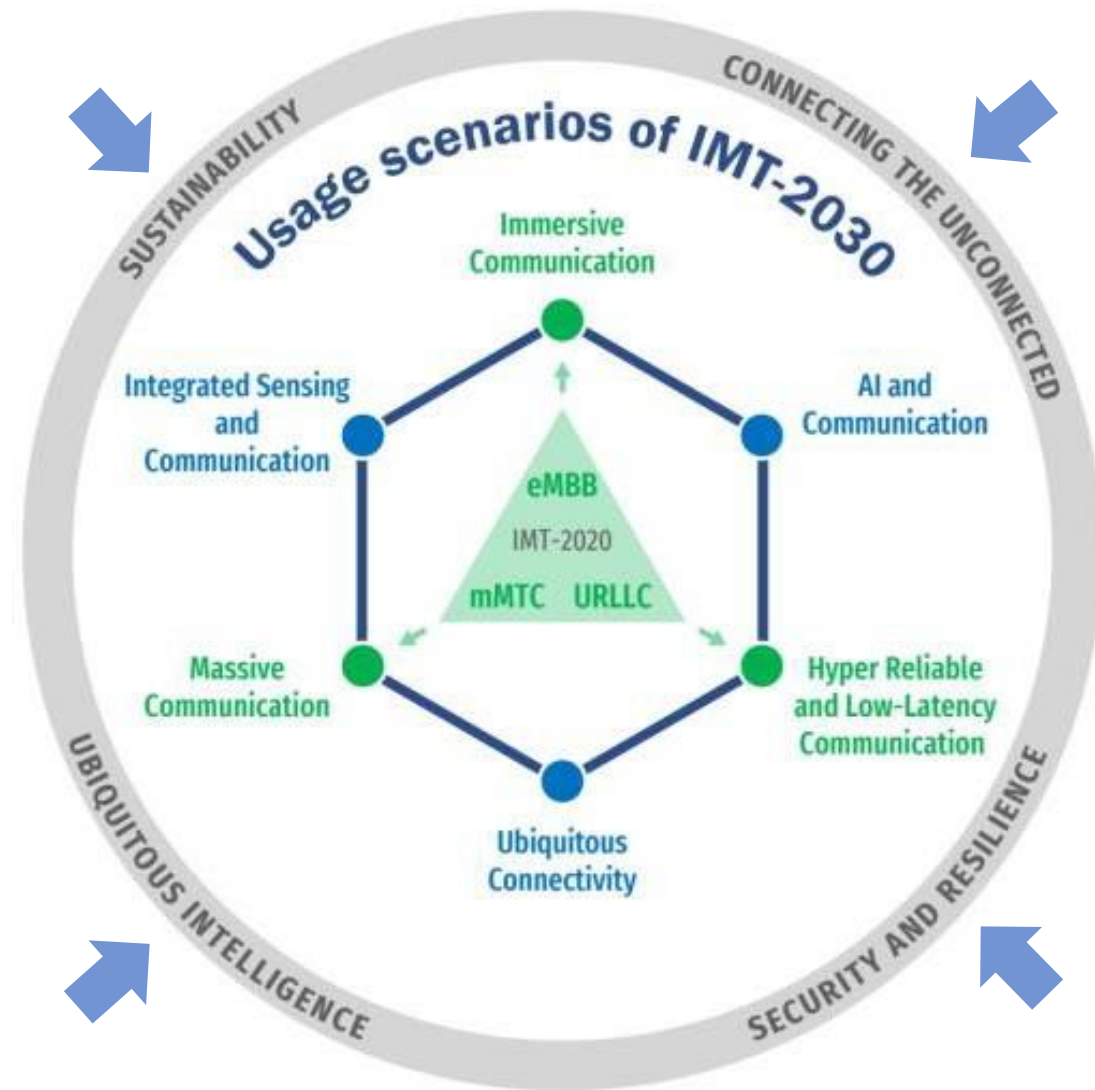 SUSTAINABILITY
CONNECTING THE UNCONNECTED
Usage scenarios of IMT-2030
Immersive
Communication
Integrated Sensing
and
Communication
AI and
Communication
eMBB
IMT-2020
mMTC URLLC
Massive
Communication
Hyper Reliable
and Low-Latency
Communication
Ubiquitous
Connectivity
UBIQUITOUS INTELLIGENCE
SECURITY AND RESILIENCE